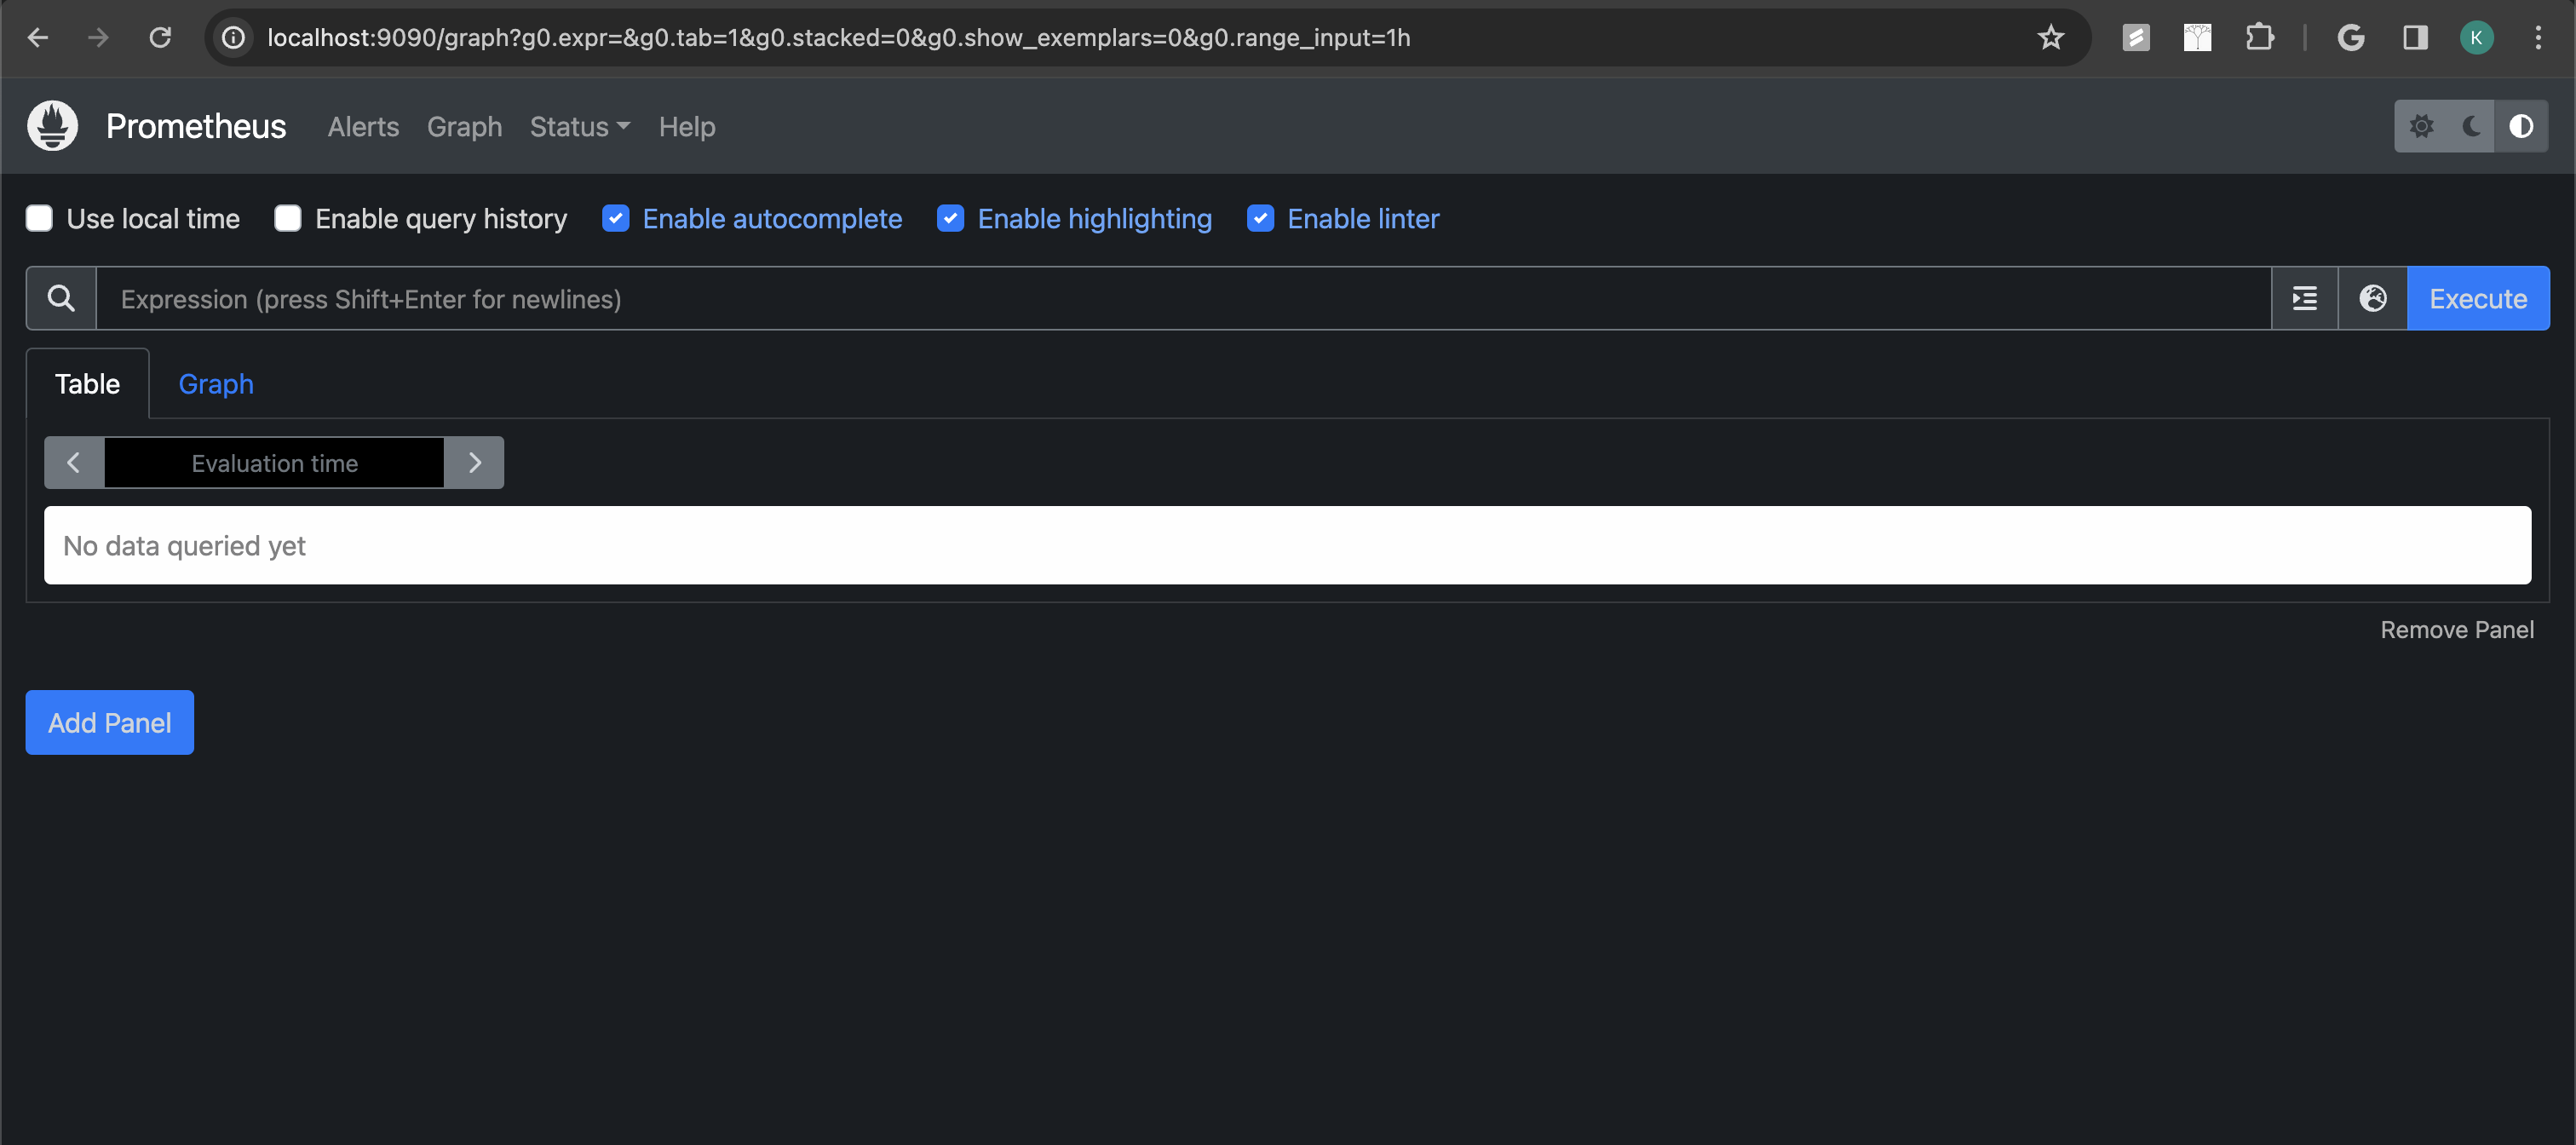 localhost:9090/graph?g0.expr=&g0.tab=1&g0.stacked=0&g0.show_exemplars=0&g0.range_input=1h
K
Prometheus Alerts Graph Status Help
Use local time Enable query history Enable autocomplete Enable highlighting Enable linter
Expression (press Shift+Enter for newlines) Execute
Table Graph
Evaluation time
No data queried yet
Remove Panel
Add Panel